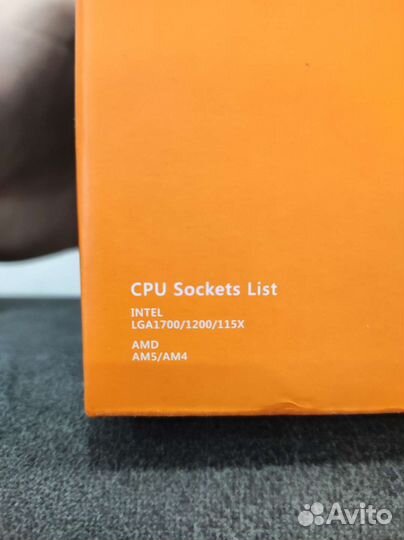 CPU Sockets List
INTEL
LGA1700/1200/115X
AMD
AM5/AM4
Avito